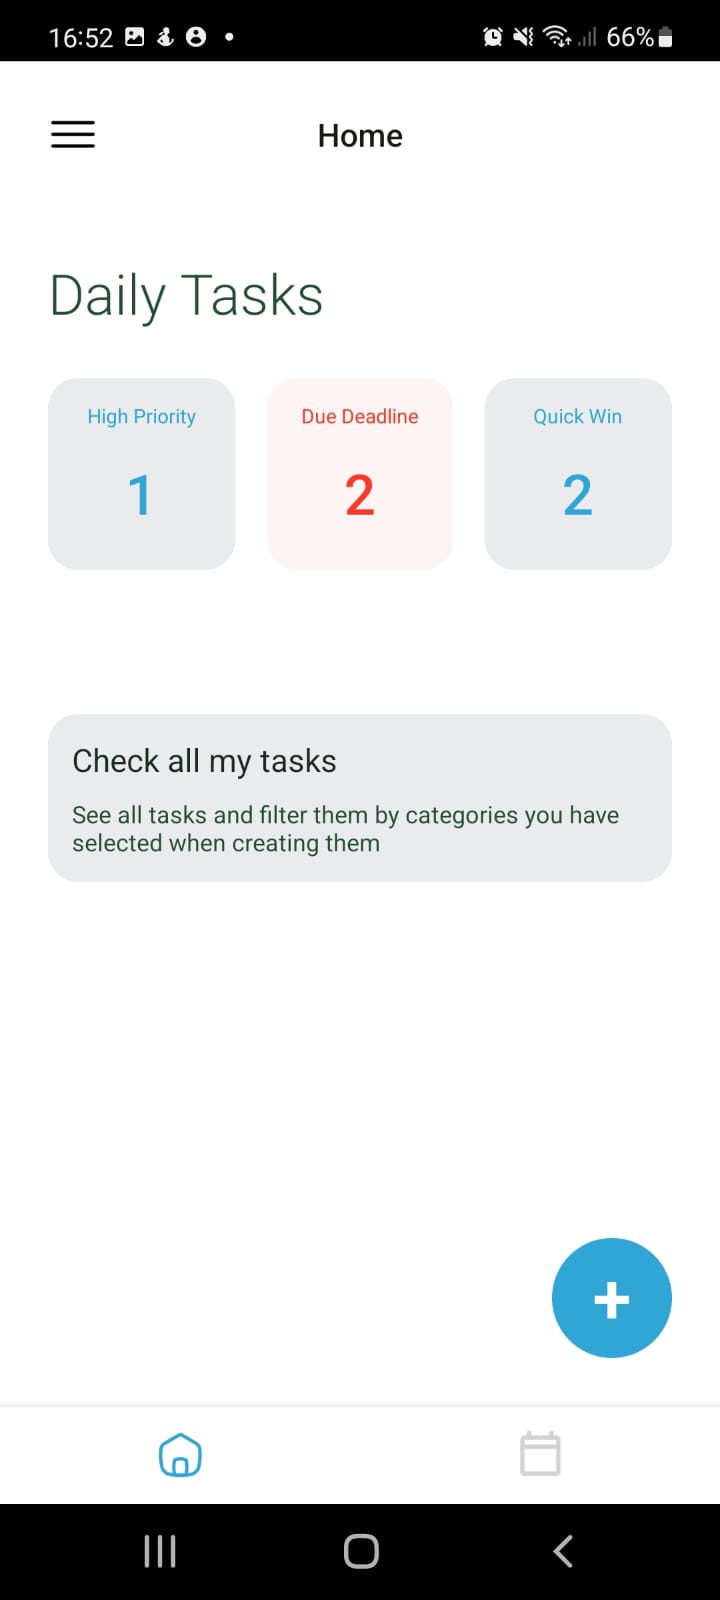 16:52
66%
Home
Daily Tasks
High Priority
Due Deadline
Quick Win
1
2
2
Check all my tasks
See all tasks and filter them by categories you have
selected when creating them
+